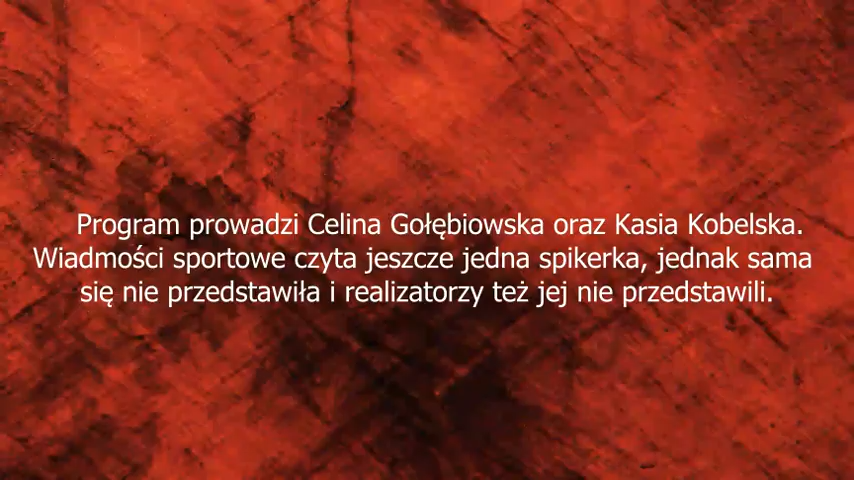 Program prowadzi Celina Gołębiowska oraz Kasia Kobelska.
Wiadmości sportowe czyta jeszcze jedna spikerka, jednak sama
się nie przedstawiła i realizatorzy też jej nie przedstawili.